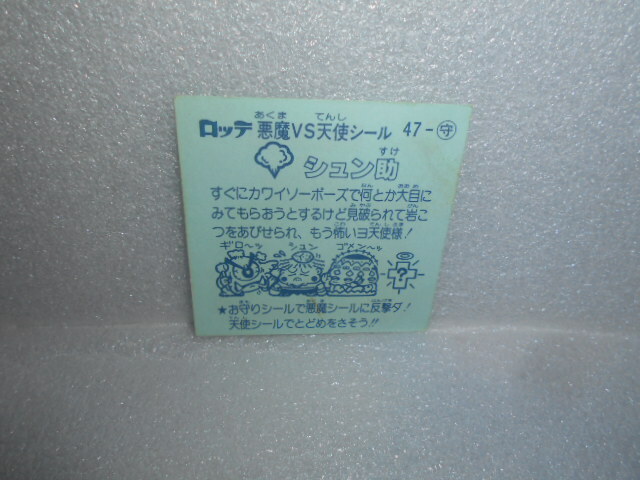 ロッテ 悪魔VS天使シール 47-守
シュン助
すぐにカワイソーポーズで何とか大目に
みてもらおうとするけど見破られて岩こ
つをあびせられ、もう怖いヨ天使様!
ギロ〜ッ シュン ゴメン〜ッ
?
★お守りシールで悪魔シールに反撃ダ!
天使シールでとどめをさそう!!